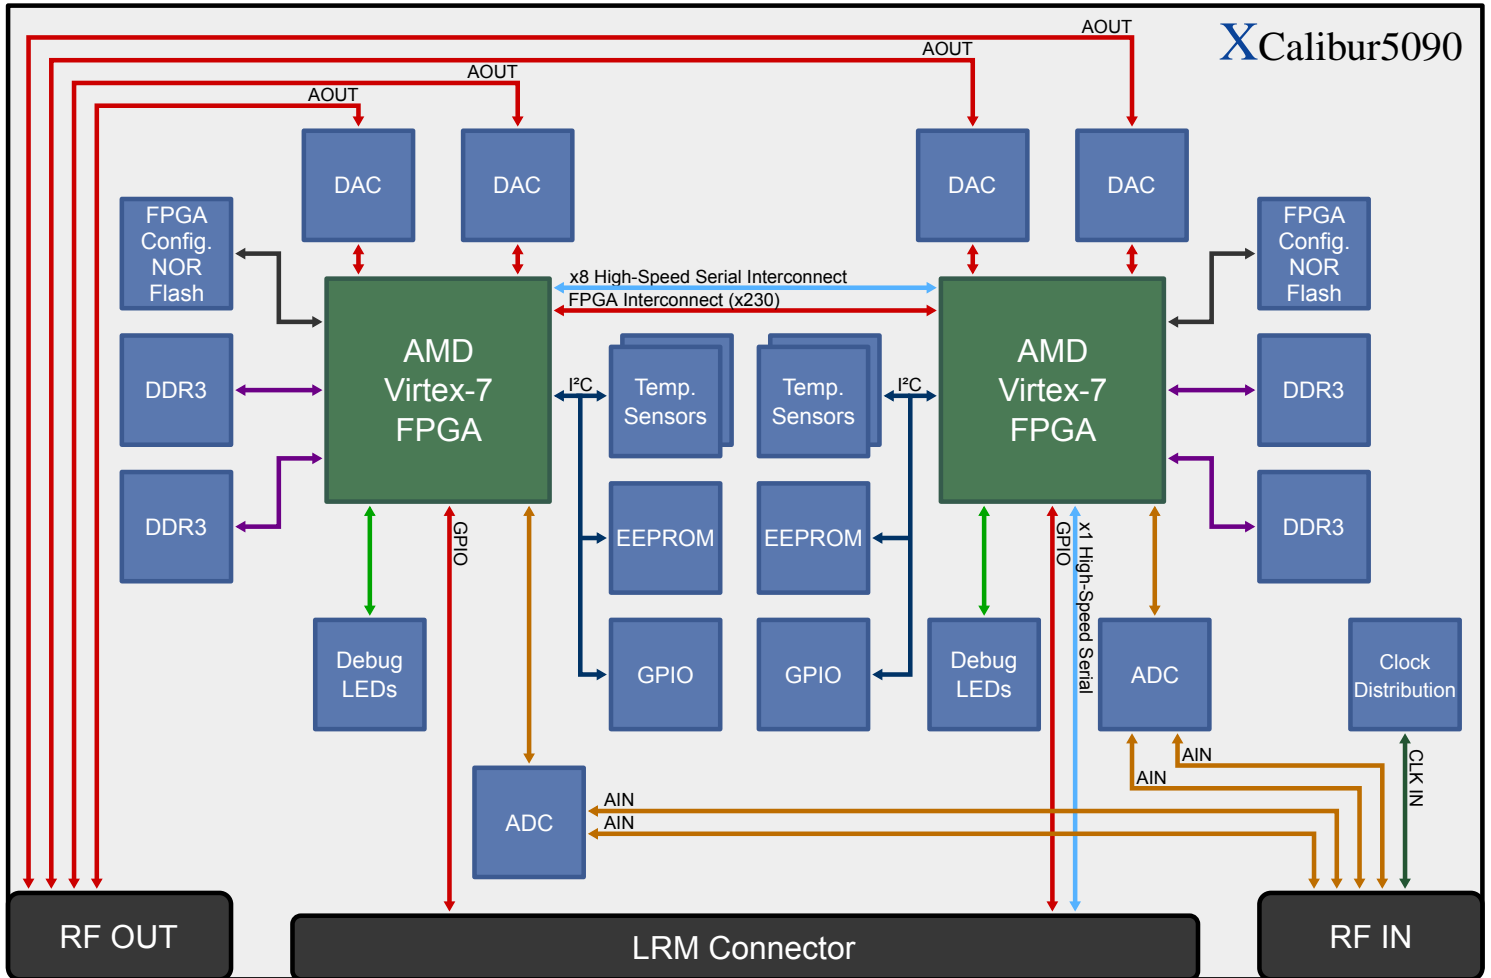 AOUT
XCalibur5090
AOUT
AOUT
AOUT
DAC
DAC
DAC
DAC
FPGA
Config.
NOR
Flash
FPGA
Config.
NOR
Flash
x8 High-Speed Serial Interconnect
FPGA Interconnect (x230)
AMD
Virtex-7
FPGA
AMD
Virtex-7
FPGA
DDR3
I²C
Temp.
Sensors
Temp.
Sensors
I²C
DDR3
DDR3
GPIO
EEPROM
EEPROM
GPIO
x1 High-Speed Serial
DDR3
Debug
LEDs
GPIO
GPIO
Debug
LEDs
ADC
Clock
Distribution
AIN
AIN
CLK IN
ADC
AIN
AIN
RF OUT
LRM Connector
RF IN